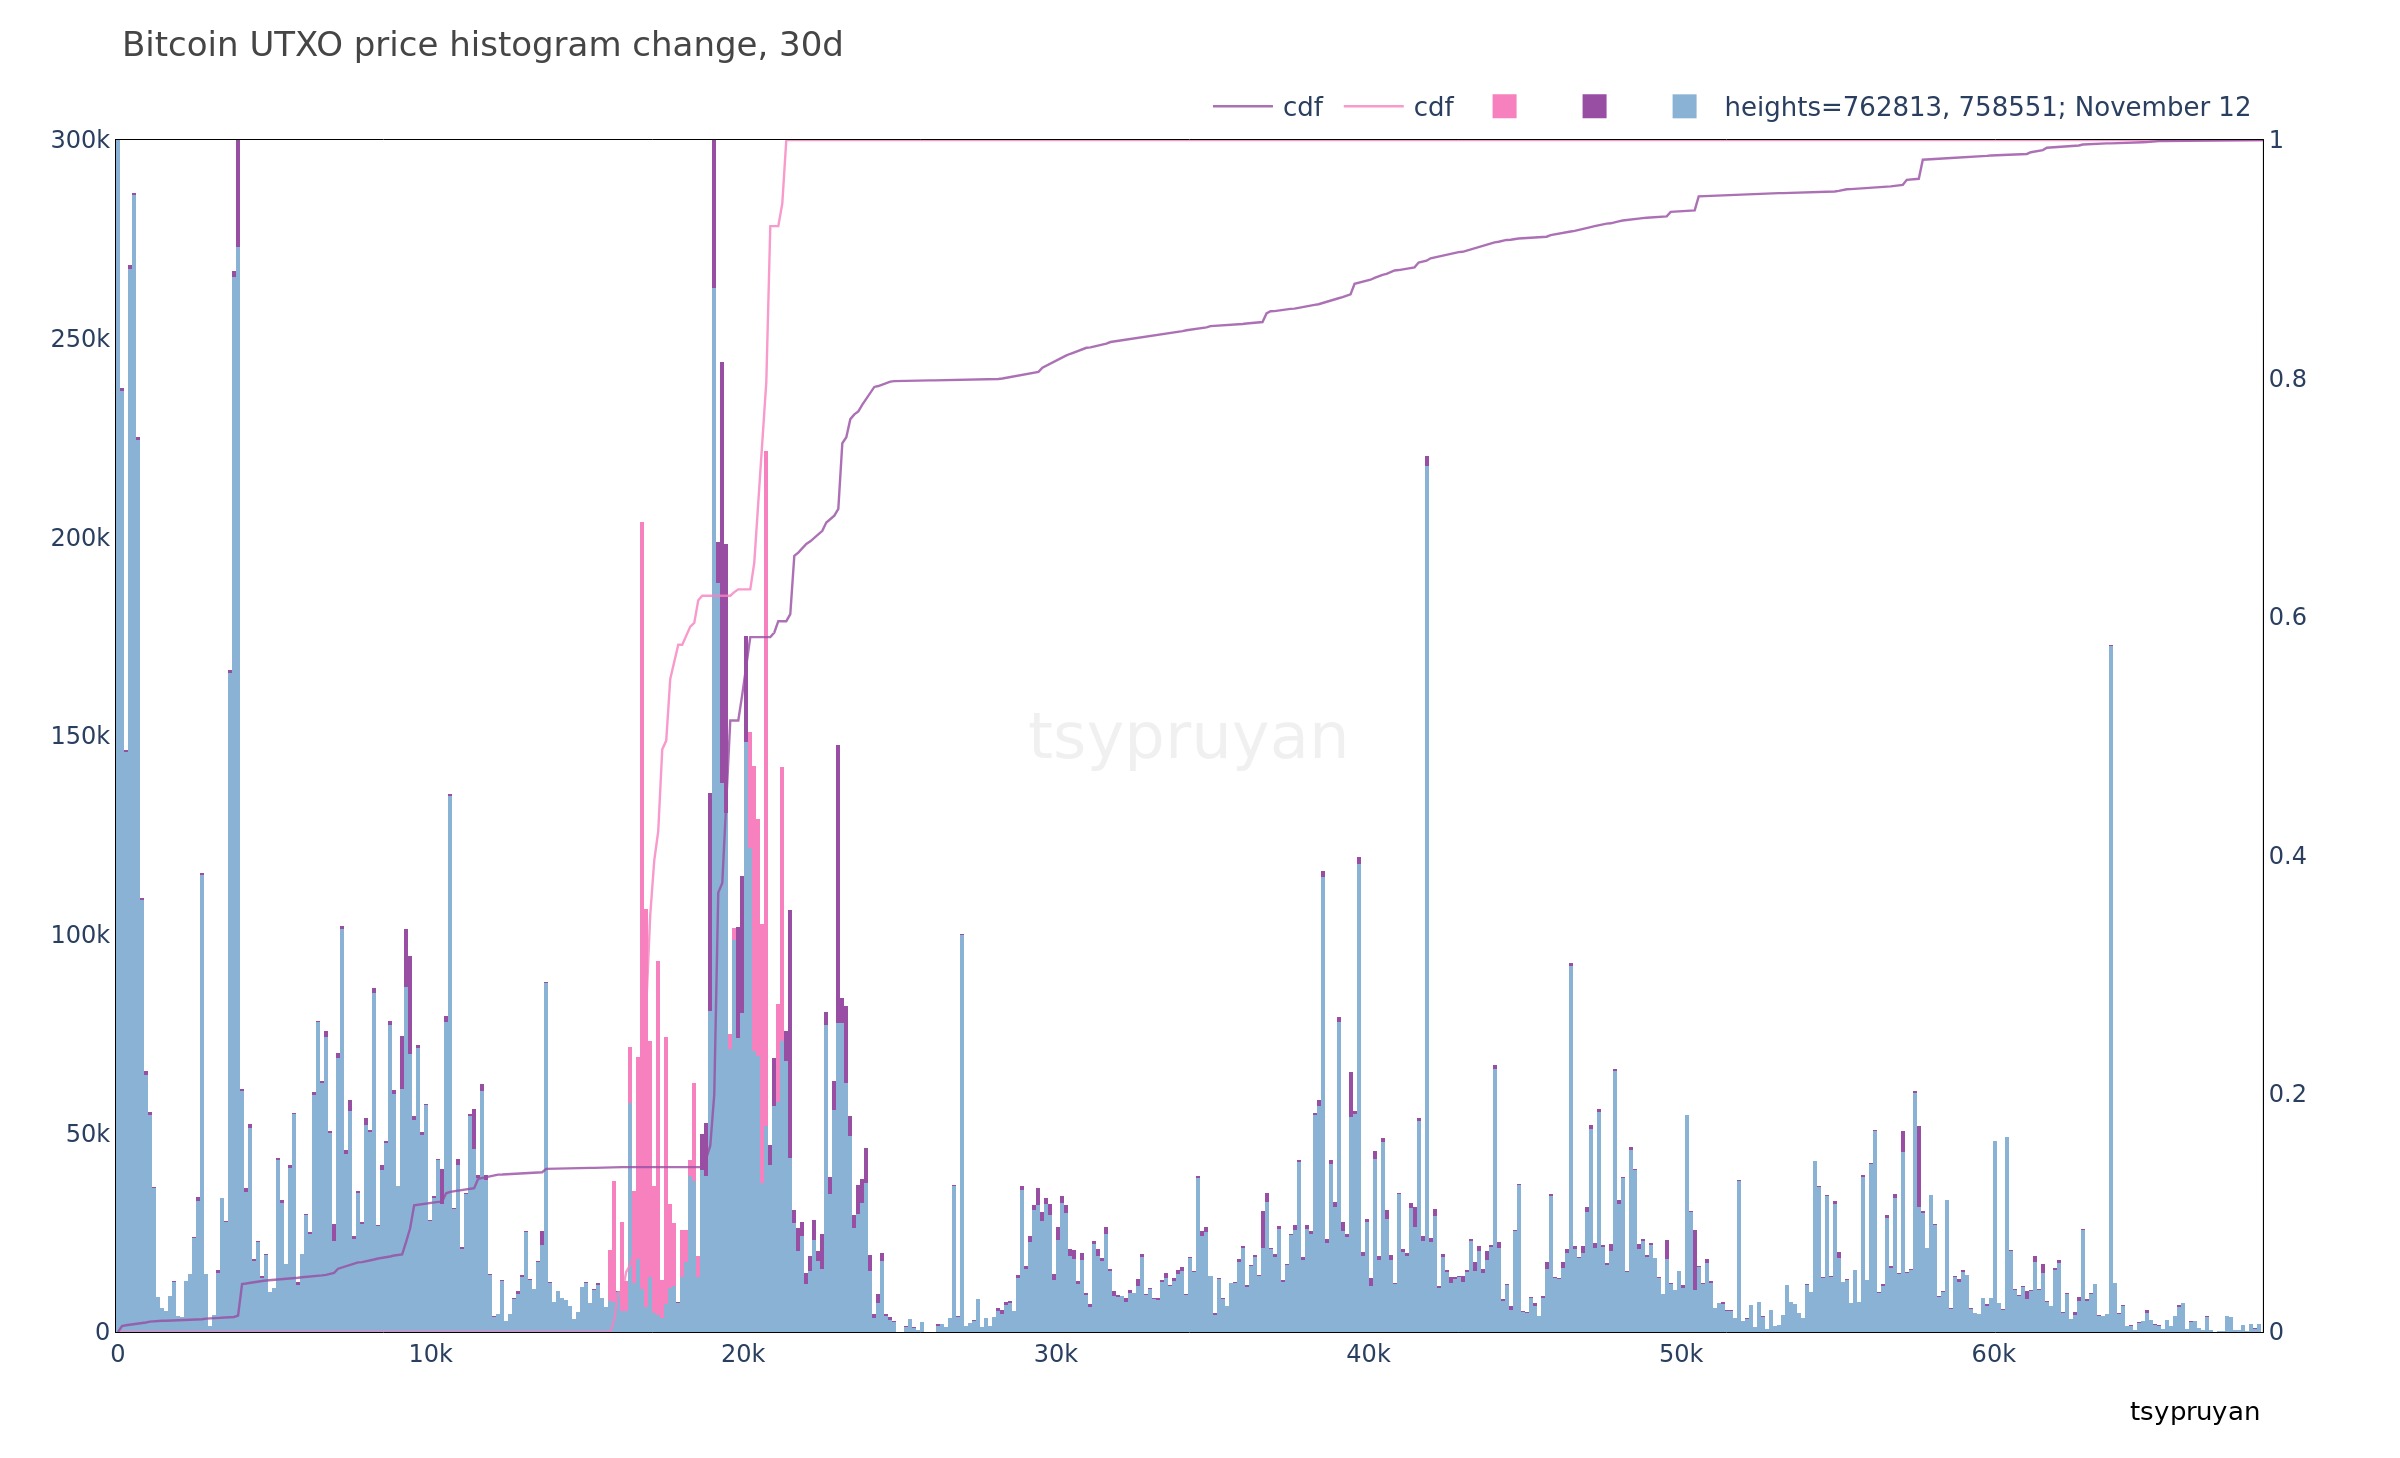 Bitcoin UTXO price histogram change, 30d
cdf cdf heights=762813, 758551; November 12
300k 1
250k
0.8
200k
0.6
tsypruyan
150k
0.4
100k
0.2
50k
0 0
0 10k 20k 30k 40k 50k 60k
tsypruyan